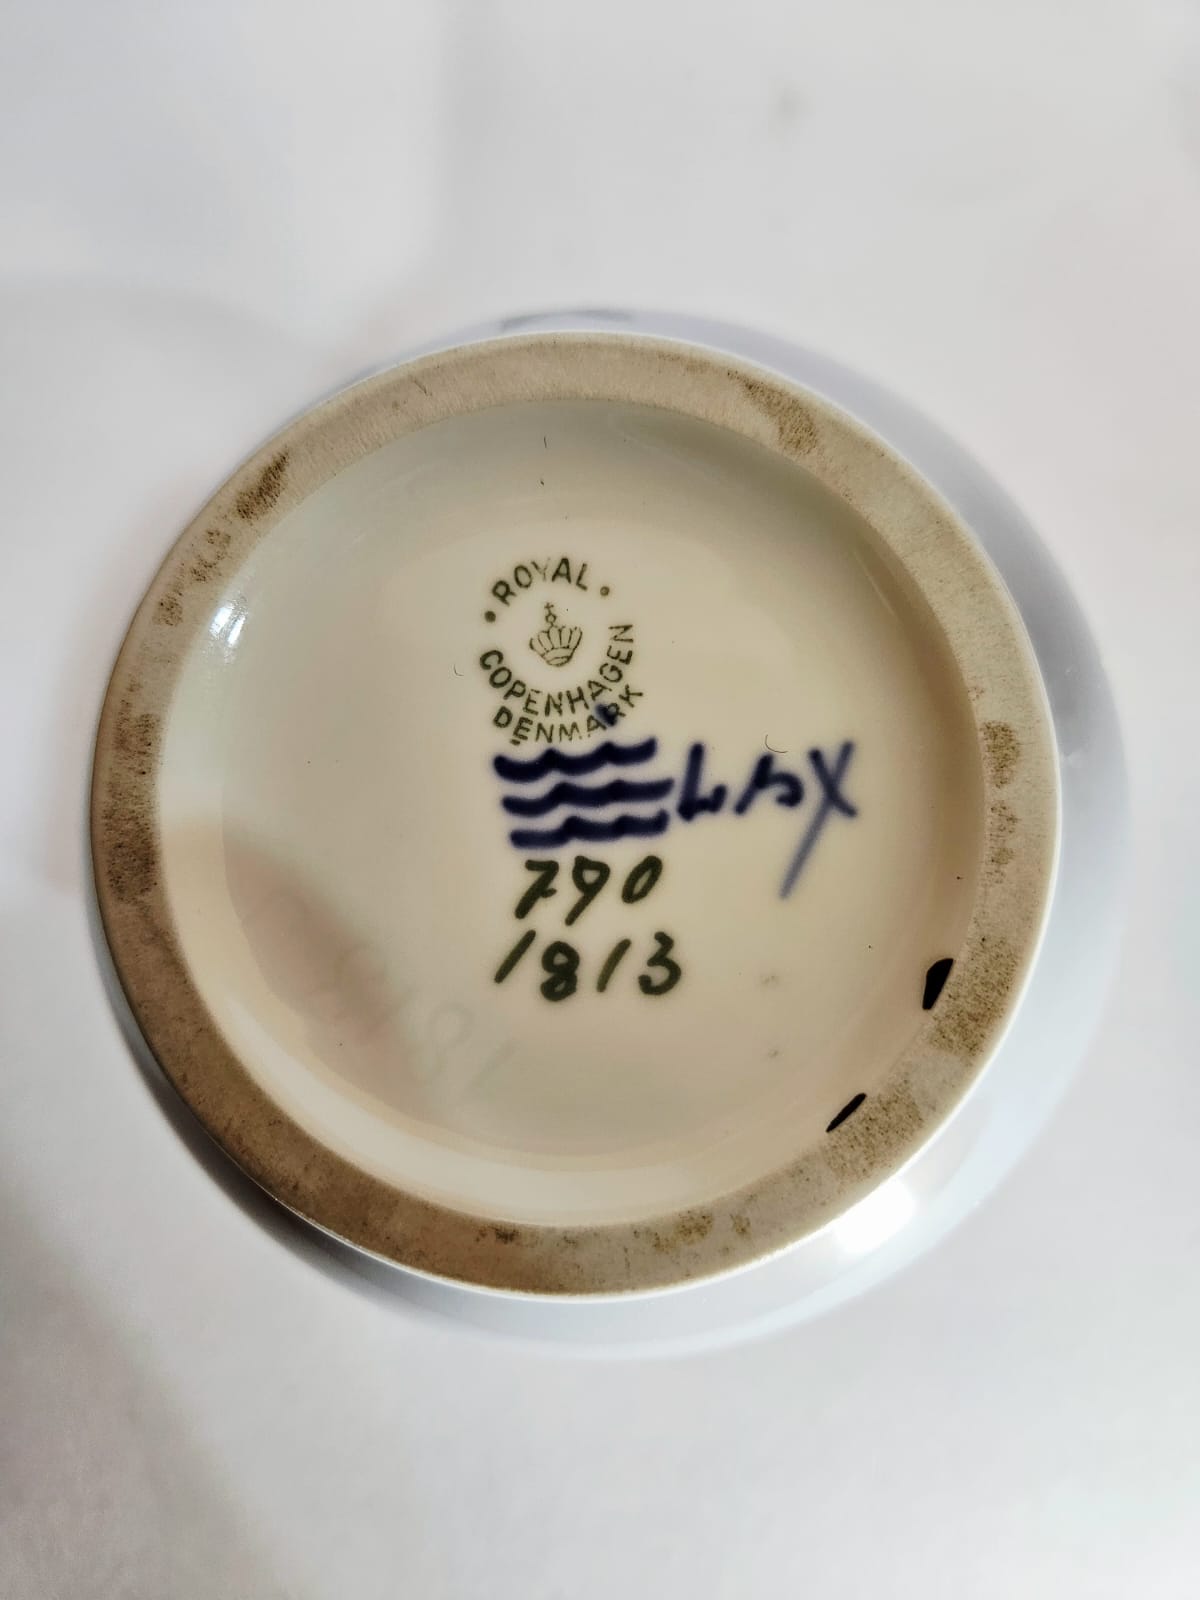 ROYAL
COPENHAGEN
DENMARK
790
1813